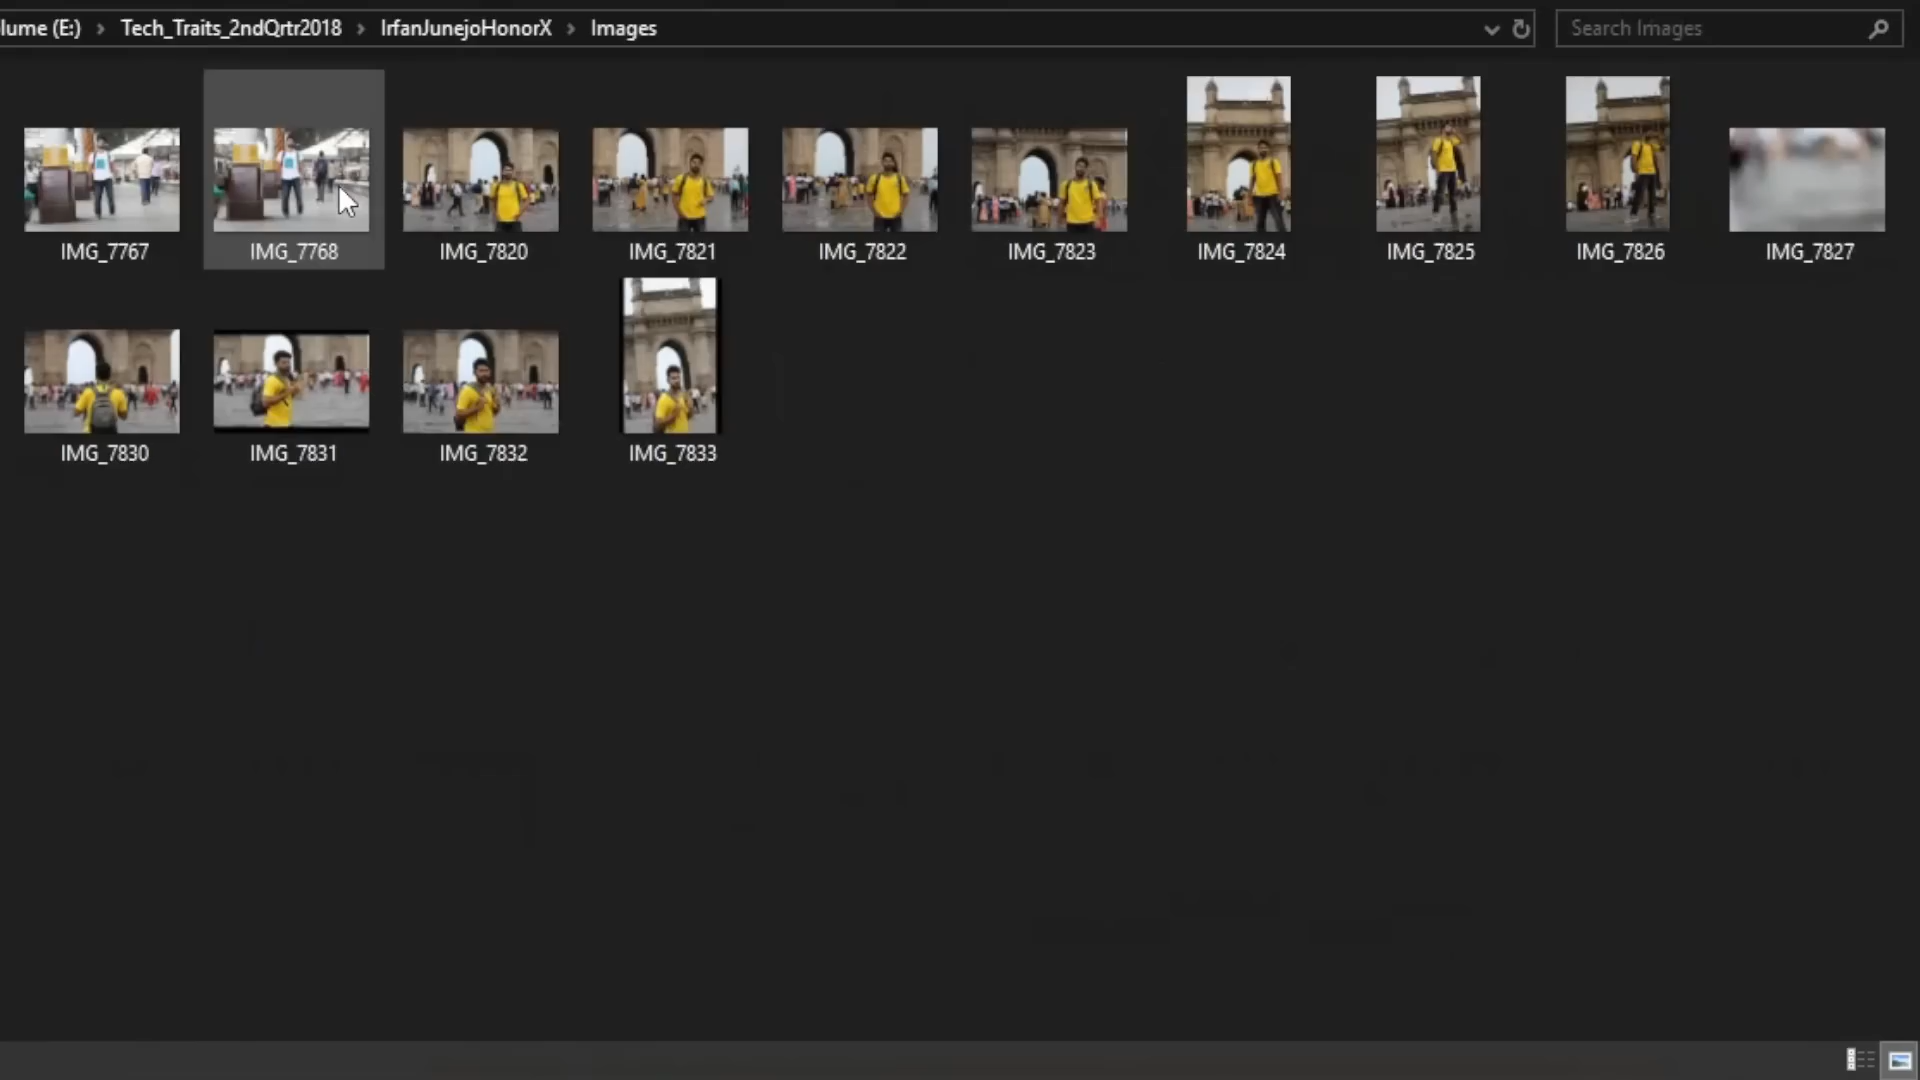 lume (E:) > Tech_Traits_2ndQrtr2018 > IrfanJunejoHonorX > Images
Search Images
IMG_7767 IMG_7768 IMG_7820 IMG_7821 IMG_7822 IMG_7823 IMG_7824 IMG_7825 IMG_7826 IMG_7827
IMG_7830 IMG_7831 IMG_7832 IMG_7833